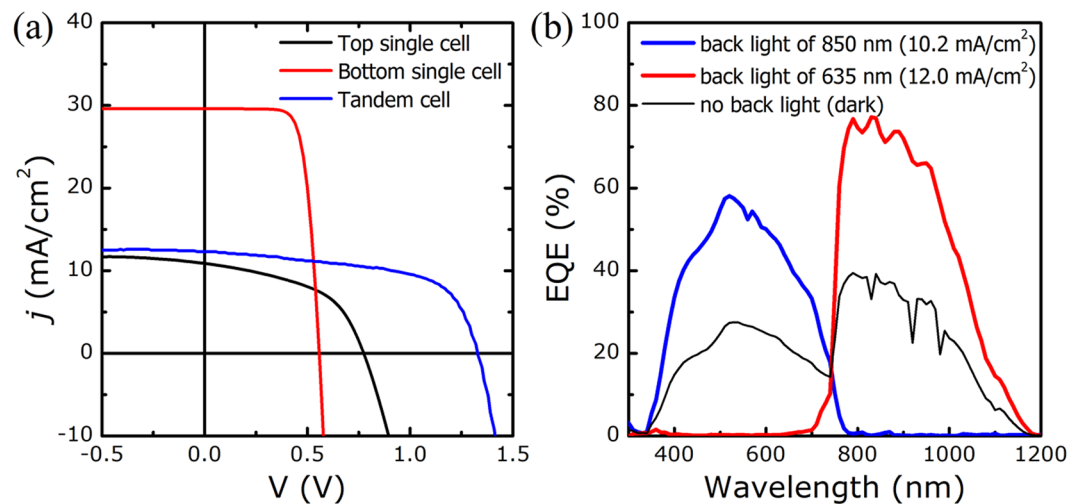 (a)
40
30
20
10
0
-10
j (mA/cm²)
Top single cell
Bottom single cell
Tandem cell
-0.5
0.0
0.5
1.0
1.5
V (V)
(b)
100
80
60
40
20
0
EQE (%)
back light of 850 nm (10.2 mA/cm²)
back light of 635 nm (12.0 mA/cm²)
no back light (dark)
400
600
800
1000
1200
Wavelength (nm)